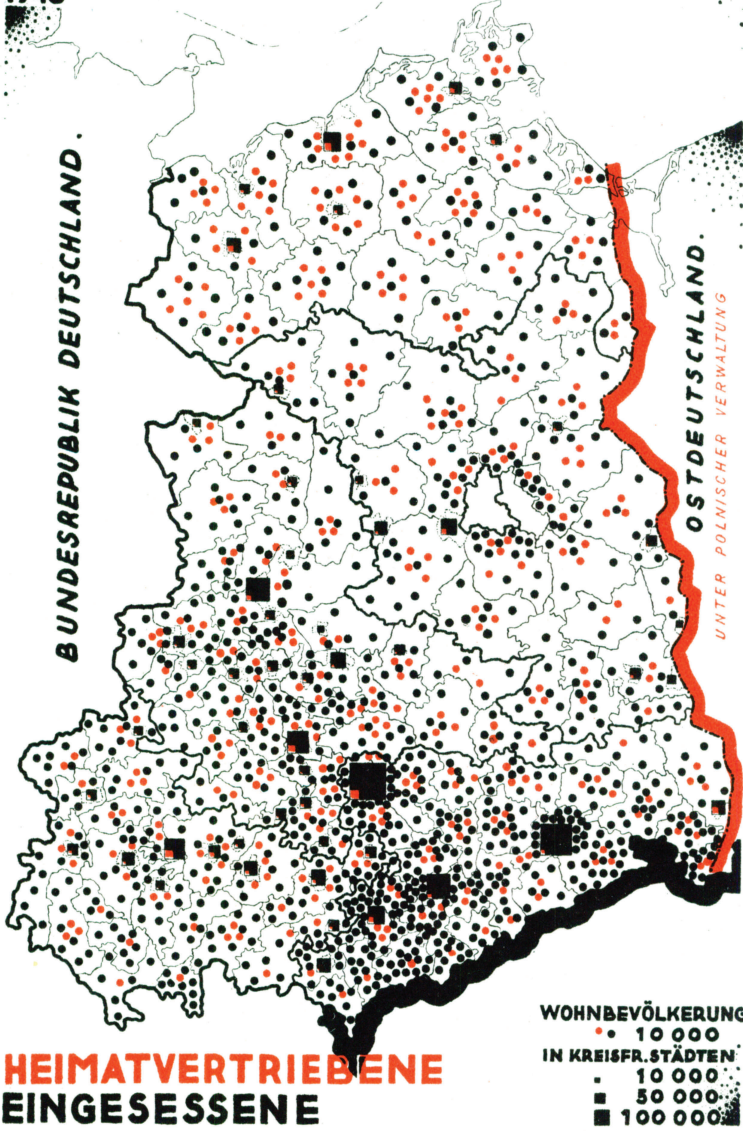 BUNDESREPUBLIK DEUTSCHLAND.
OSTDEUTSCHLAND.
UNTER POLNISCHER VERWALTUNG
WOHNBEVÖLKERUNG
10 000
IN KREISFR. STÄDTEN
10 000
50 000
100 000
HEIMATVERTRIEBENE
EINGESESSENE